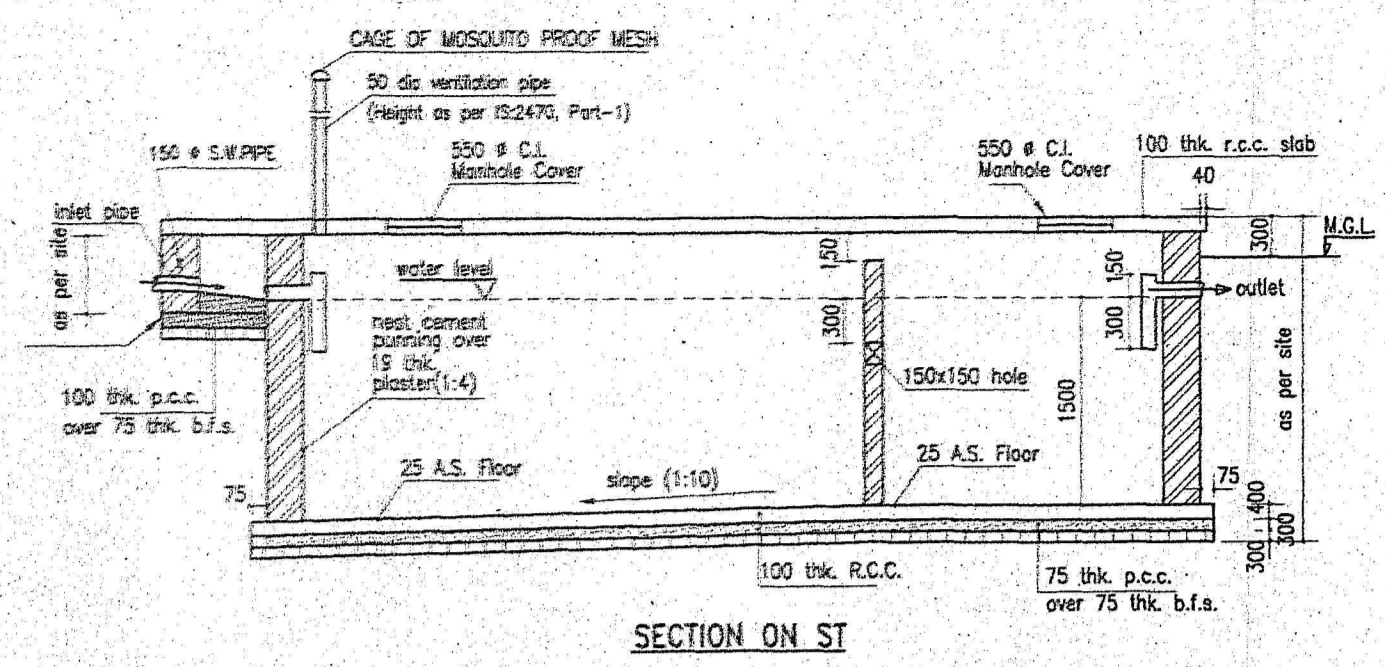 CAGE OF MOSQUITO PROOF MESH
50 dia ventilation pipe
(Height as per IS:2470, Part-1)
150 ø S.W.PIPE
550 ø C.I.
Manhole Cover
550 ø C.I.
Manhole Cover
100 thk. r.c.c. slab
40
inlet pipe
as per site
water level
150
300
150
300
300
M.G.L.
outlet
neat cement
punning over
19 thk.
plaster(1:4)
150x150 hole
1500
as per site
100 thk. p.c.c.
over 75 thk. b.f.s.
25 A.S. Floor
slope (1:10)
25 A.S. Floor
75
75
400
300
300
100 thk. R.C.C.
75 thk. p.c.c.
over 75 thk. b.f.s.
SECTION ON ST